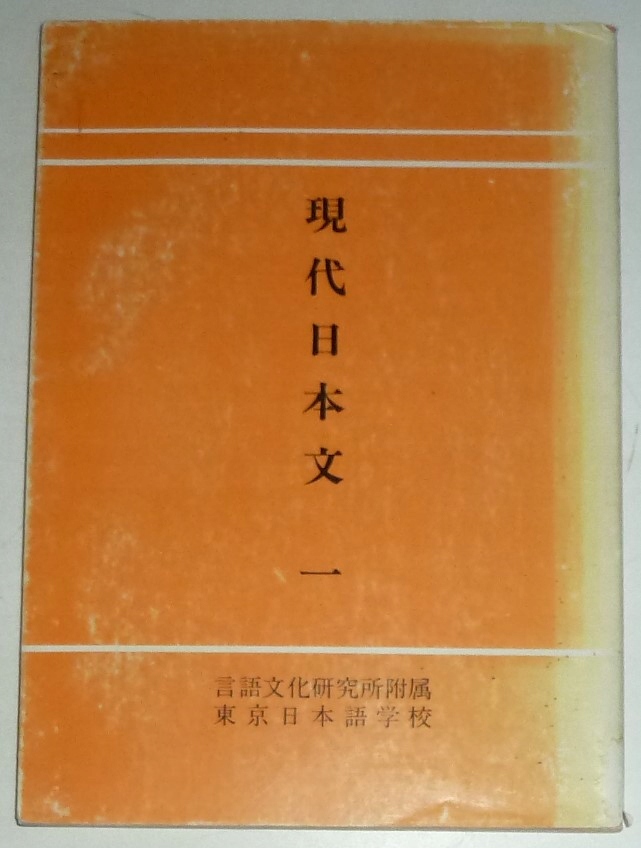 現代日本文 一
言語文化研究所附属
東京日本語学校